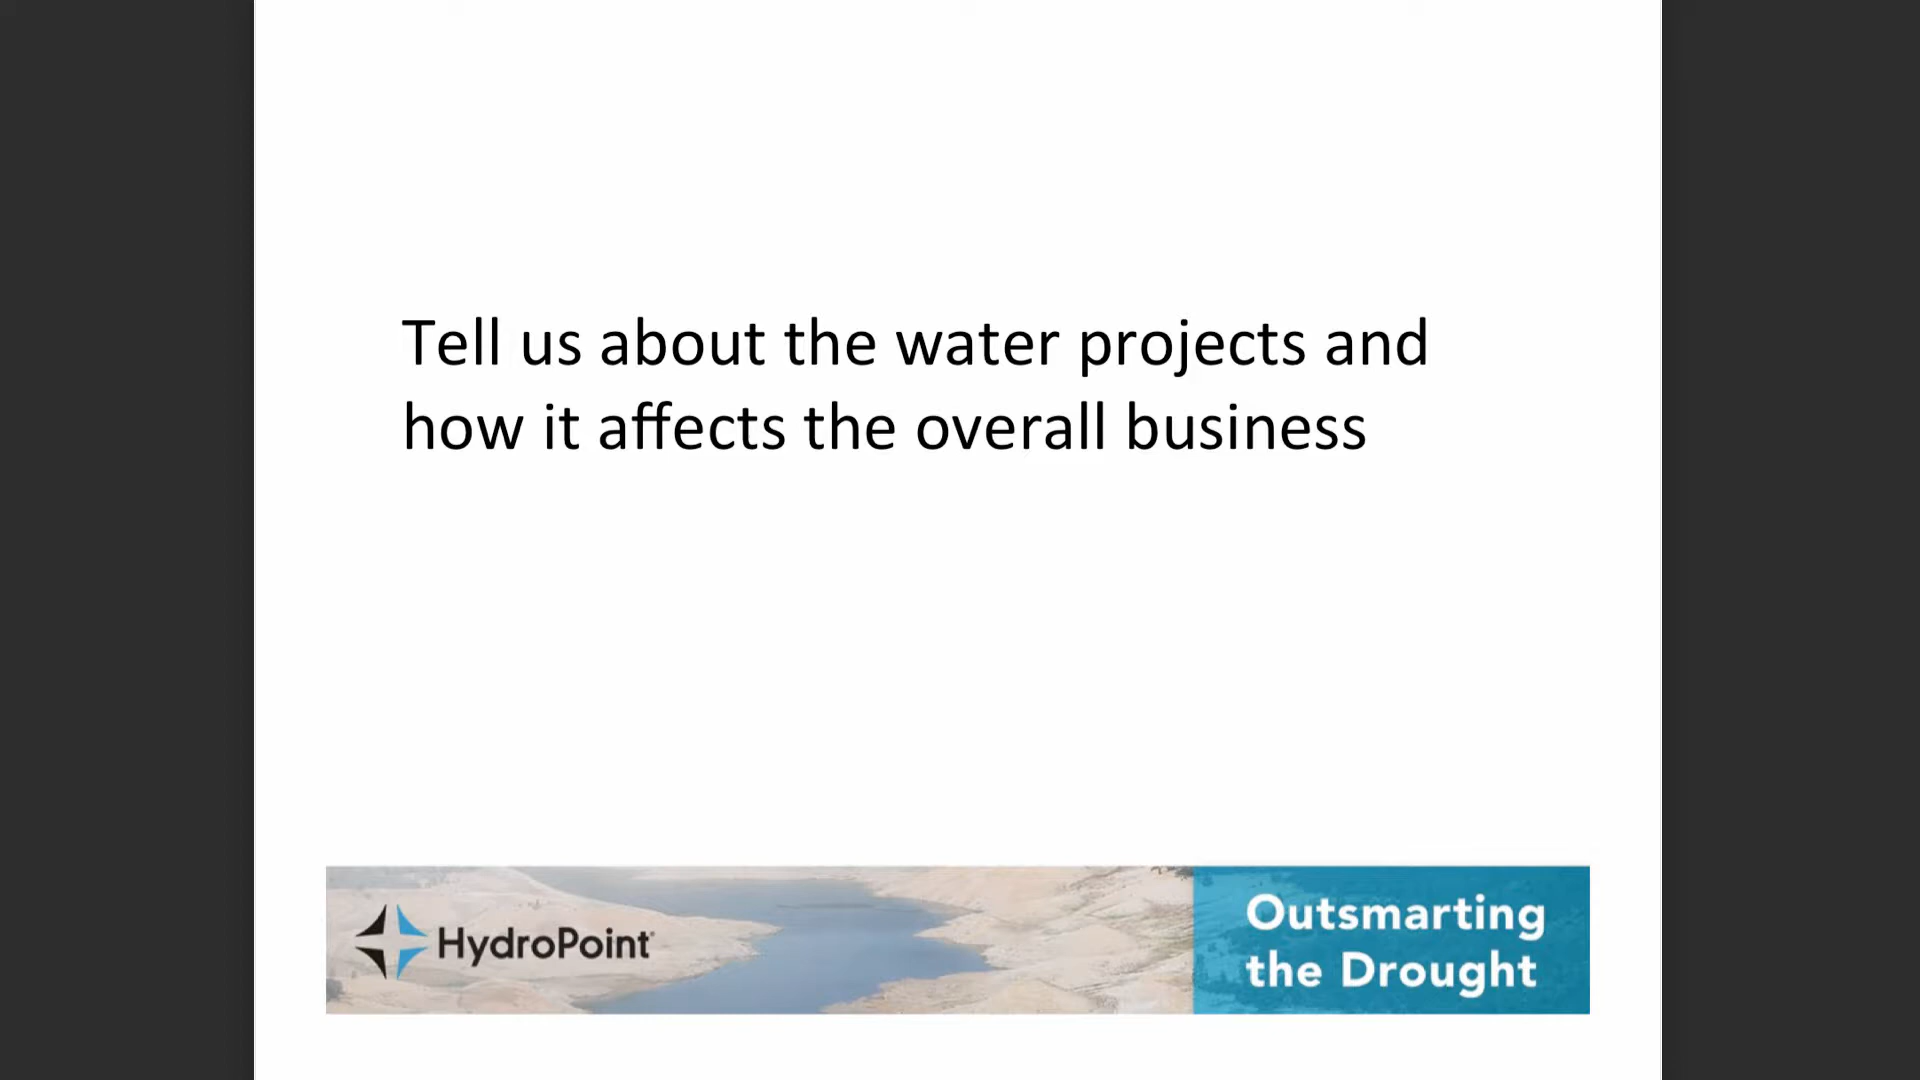 Tell us about the water projects and
how it affects the overall business
HydroPoint
Outsmarting
the Drought